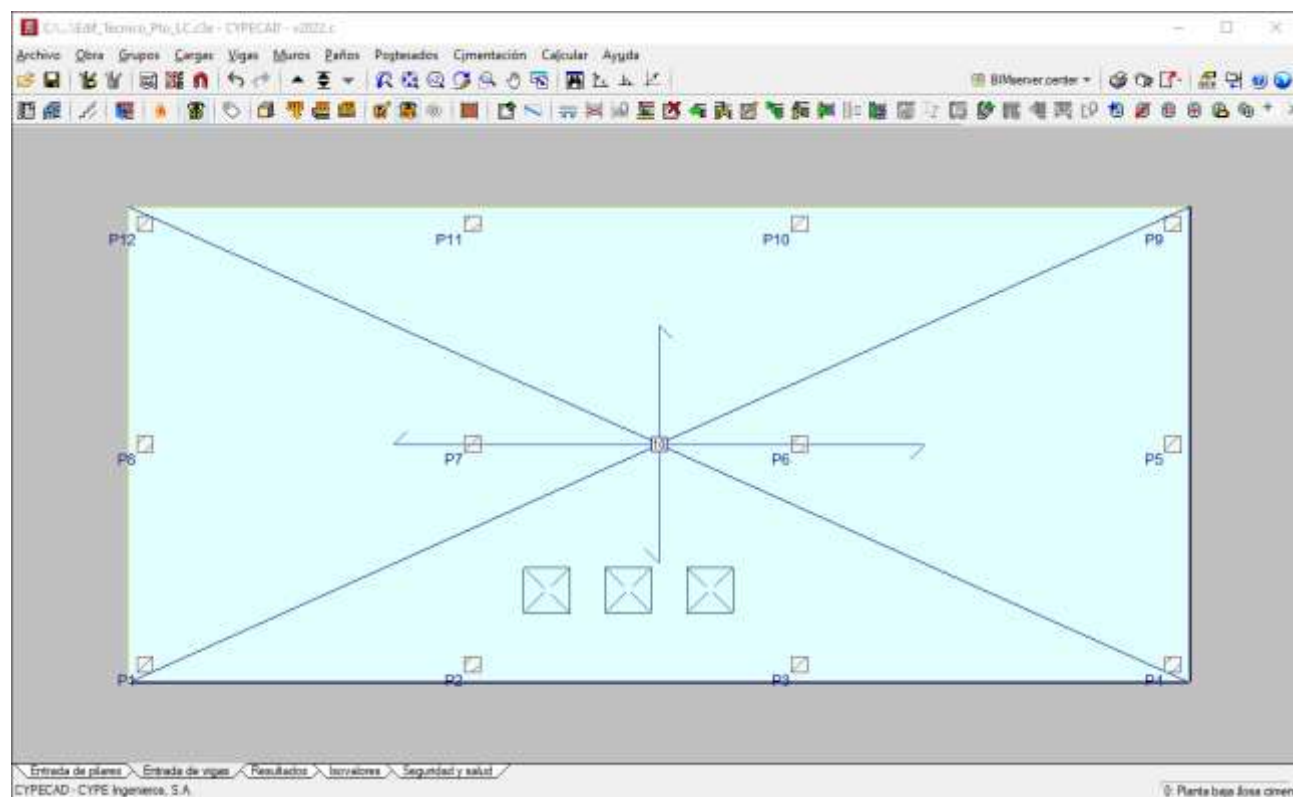 C:\...\Edif_Tecnico_Pto_LC.c3e - CYPECAD - v2022.c
Archivo Obra Grupos Cargas Vigas Muros Paños Postesados Cimentación Calcular Ayuda
BIMserver.center
P12 P11 P10 P9
P8 P7 P6 P5
P1 P2 P3 P4
Entrada de pilares Entrada de vigas Resultados Isovalores Seguridad y salud
CYPECAD - CYPE Ingenieros, S.A. 0: Planta baja (losa cimen